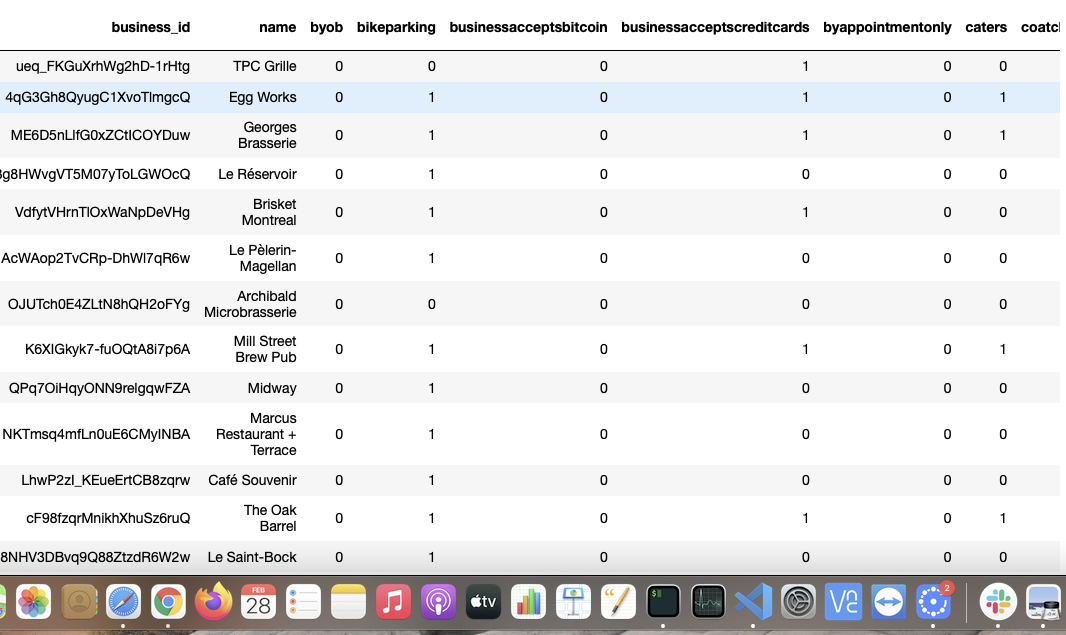 business_id name byob bikeparking businessacceptsbitcoin businessacceptscreditcards byappointmentonly caters coatcl
ueq_FKGuXrhWg2hD-1rHtg TPC Grille 0 0 0 1 0 0
4qG3Gh8QyugC1XvoTlmgcQ Egg Works 0 1 0 1 0 1
Georges
ME6D5nLlfG0xZCtICOYDuw 0 1 0 1 0 1
Brasserie
3g8HWvgVT5M07yToLGWOcQ Le Réservoir 0 1 0 0 0 0
Brisket
VdfytVHrnTlOxWaNpDeVHg 0 1 0 1 0 0
Montreal
Le Pèlerin-
AcWAop2TvCRp-DhWl7qR6w 0 1 0 0 0 0
Magellan
Archibald
OJUTch0E4ZLtN8hQH2oFYg 0 0 0 0 0 0
Microbrasserie
Mill Street
K6XIGkyk7-fuOQtA8i7p6A 0 1 0 1 0 1
Brew Pub
QPq7OiHqyONN9relgqwFZA Midway 0 1 0 0 0 0
Marcus
NKTmsq4mfLn0uE6CMylNBA Restaurant + 0 1 0 0 0 0
Terrace
LhwP2zI_KEueErtCB8zqrw Café Souvenir 0 1 0 0 0 0
The Oak
cF98fzqrMnikhXhuSz6ruQ 0 1 0 1 0 1
Barrel
8NHV3DBvq9Q88ZtzdR6W2w Le Saint-Bock 0 1 0 0 0 0
FEB
28
tv
$
V2
2